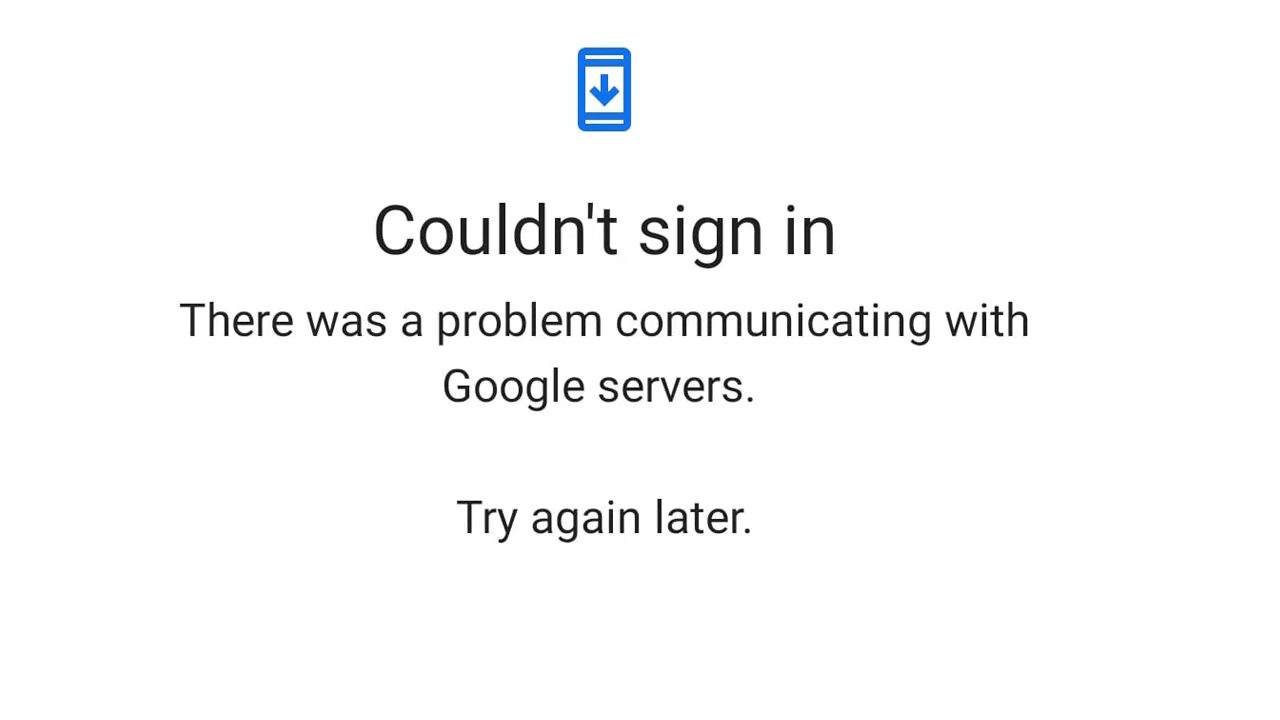 Couldn't sign in
There was a problem communicating with
Google servers.
Try again later.